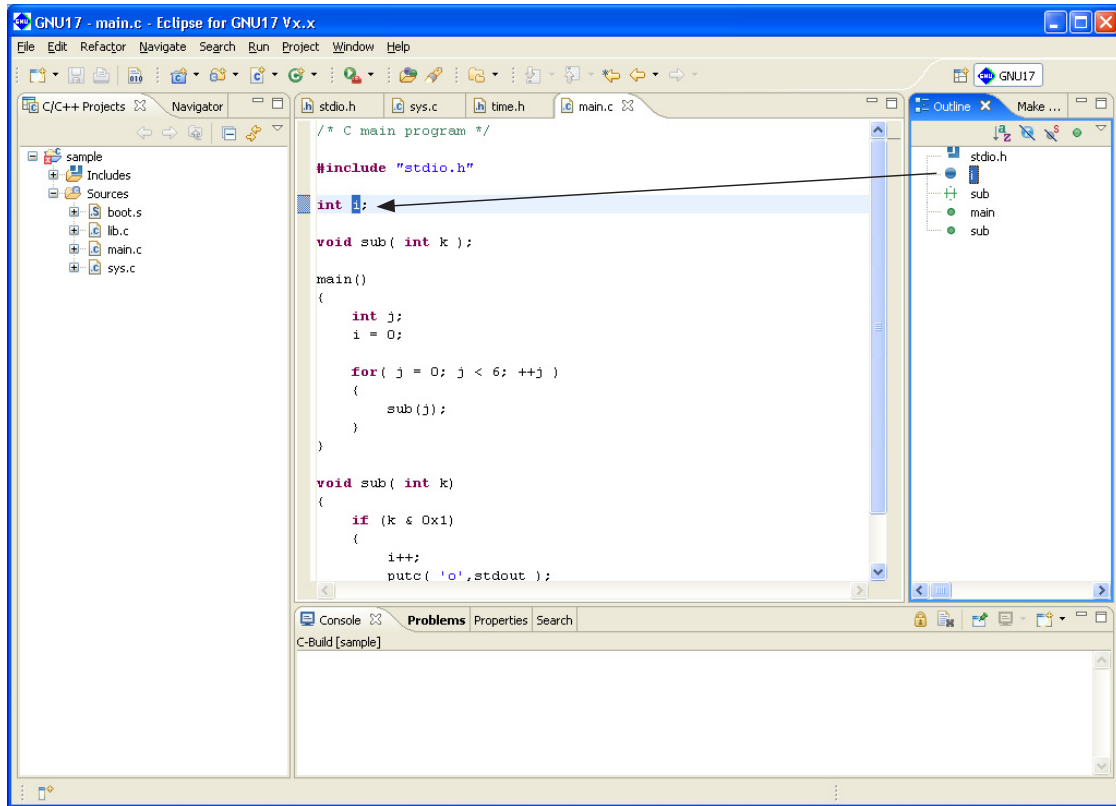 GNU17 - main.c - Eclipse for GNU17 Vx.x
File Edit Refactor Navigate Search Run Project Window Help
GNU17
C/C++ Projects Navigator
sample
Includes
Sources
boot.s
lib.c
main.c
sys.c
stdio.h sys.c time.h main.c
/* C main program */
#include "stdio.h"
int i;
void sub( int k );
main()
{
    int j;
    i = 0;
    for( j = 0; j < 6; ++j )
    {
        sub(j);
    }
}
void sub( int k)
{
    if (k & 0x1)
    {
        i++;
        putc( 'o',stdout );
Outline Make ...
stdio.h
i
sub
main
sub
Console Problems Properties Search
C-Build [sample]